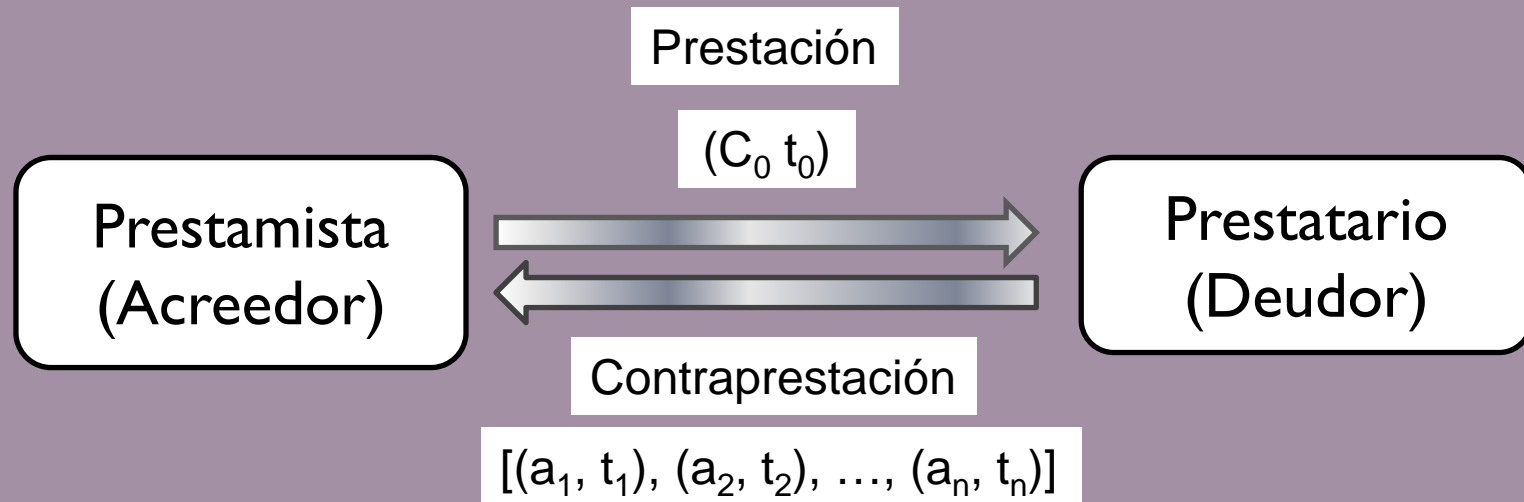 Prestación
(C₀ t₀)
Prestamista
(Acreedor)
Prestatario
(Deudor)
Contraprestación
[(a₁, t₁), (a₂, t₂), …, (aₙ, tₙ)]